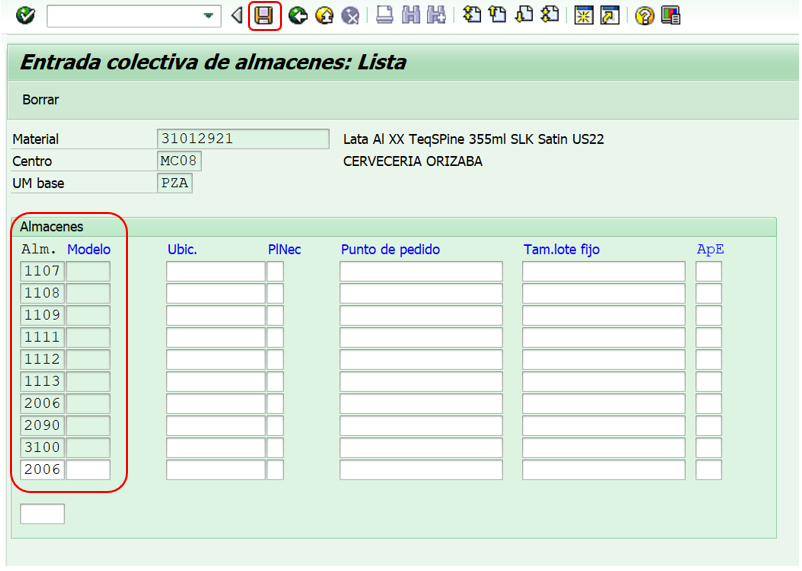 Entrada colectiva de almacenes: Lista
Borrar
Material 31012921 Lata Al XX TeqSPine 355ml SLK Satin US22
Centro MC08 CERVECERIA ORIZABA
UM base PZA
Almacenes
Alm. Modelo Ubic. PlNec Punto de pedido Tam.lote fijo ApE
1107
1108
1109
1111
1112
1113
2006
2090
3100
2006